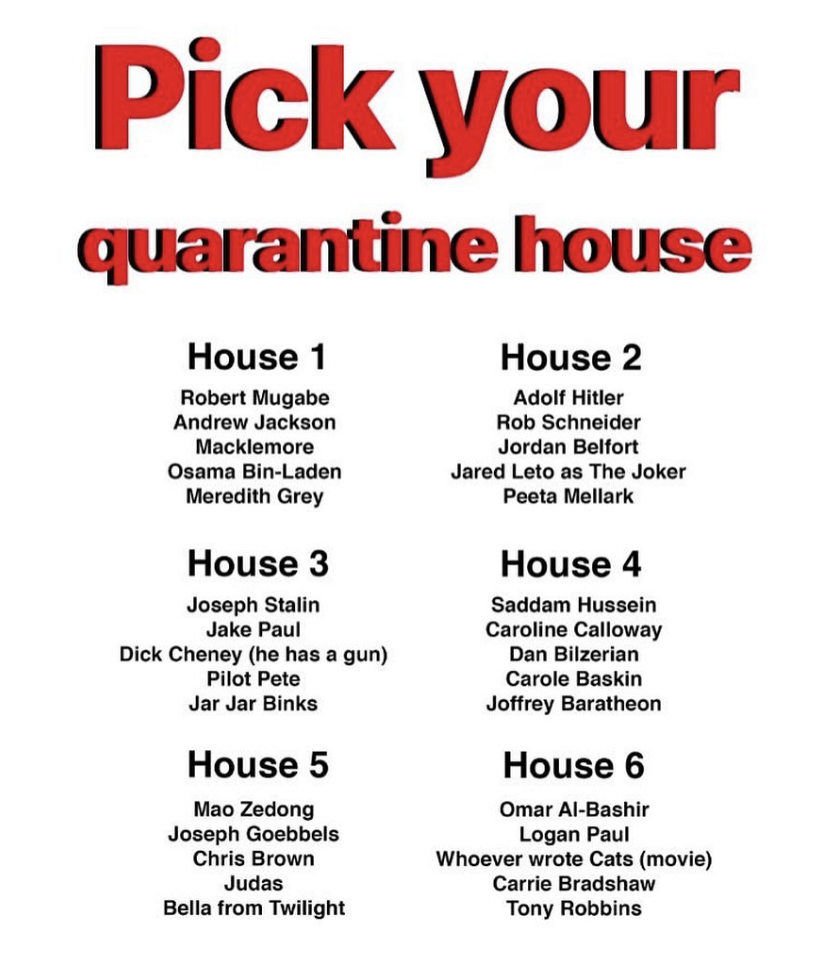 Pick your
quarantine house
House 1
Robert Mugabe
Andrew Jackson
Macklemore
Osama Bin-Laden
Meredith Grey
House 2
Adolf Hitler
Rob Schneider
Jordan Belfort
Jared Leto as The Joker
Peeta Mellark
House 3
Joseph Stalin
Jake Paul
Dick Cheney (he has a gun)
Pilot Pete
Jar Jar Binks
House 4
Saddam Hussein
Caroline Calloway
Dan Bilzerian
Carole Baskin
Joffrey Baratheon
House 5
Mao Zedong
Joseph Goebbels
Chris Brown
Judas
Bella from Twilight
House 6
Omar Al-Bashir
Logan Paul
Whoever wrote Cats (movie)
Carrie Bradshaw
Tony Robbins